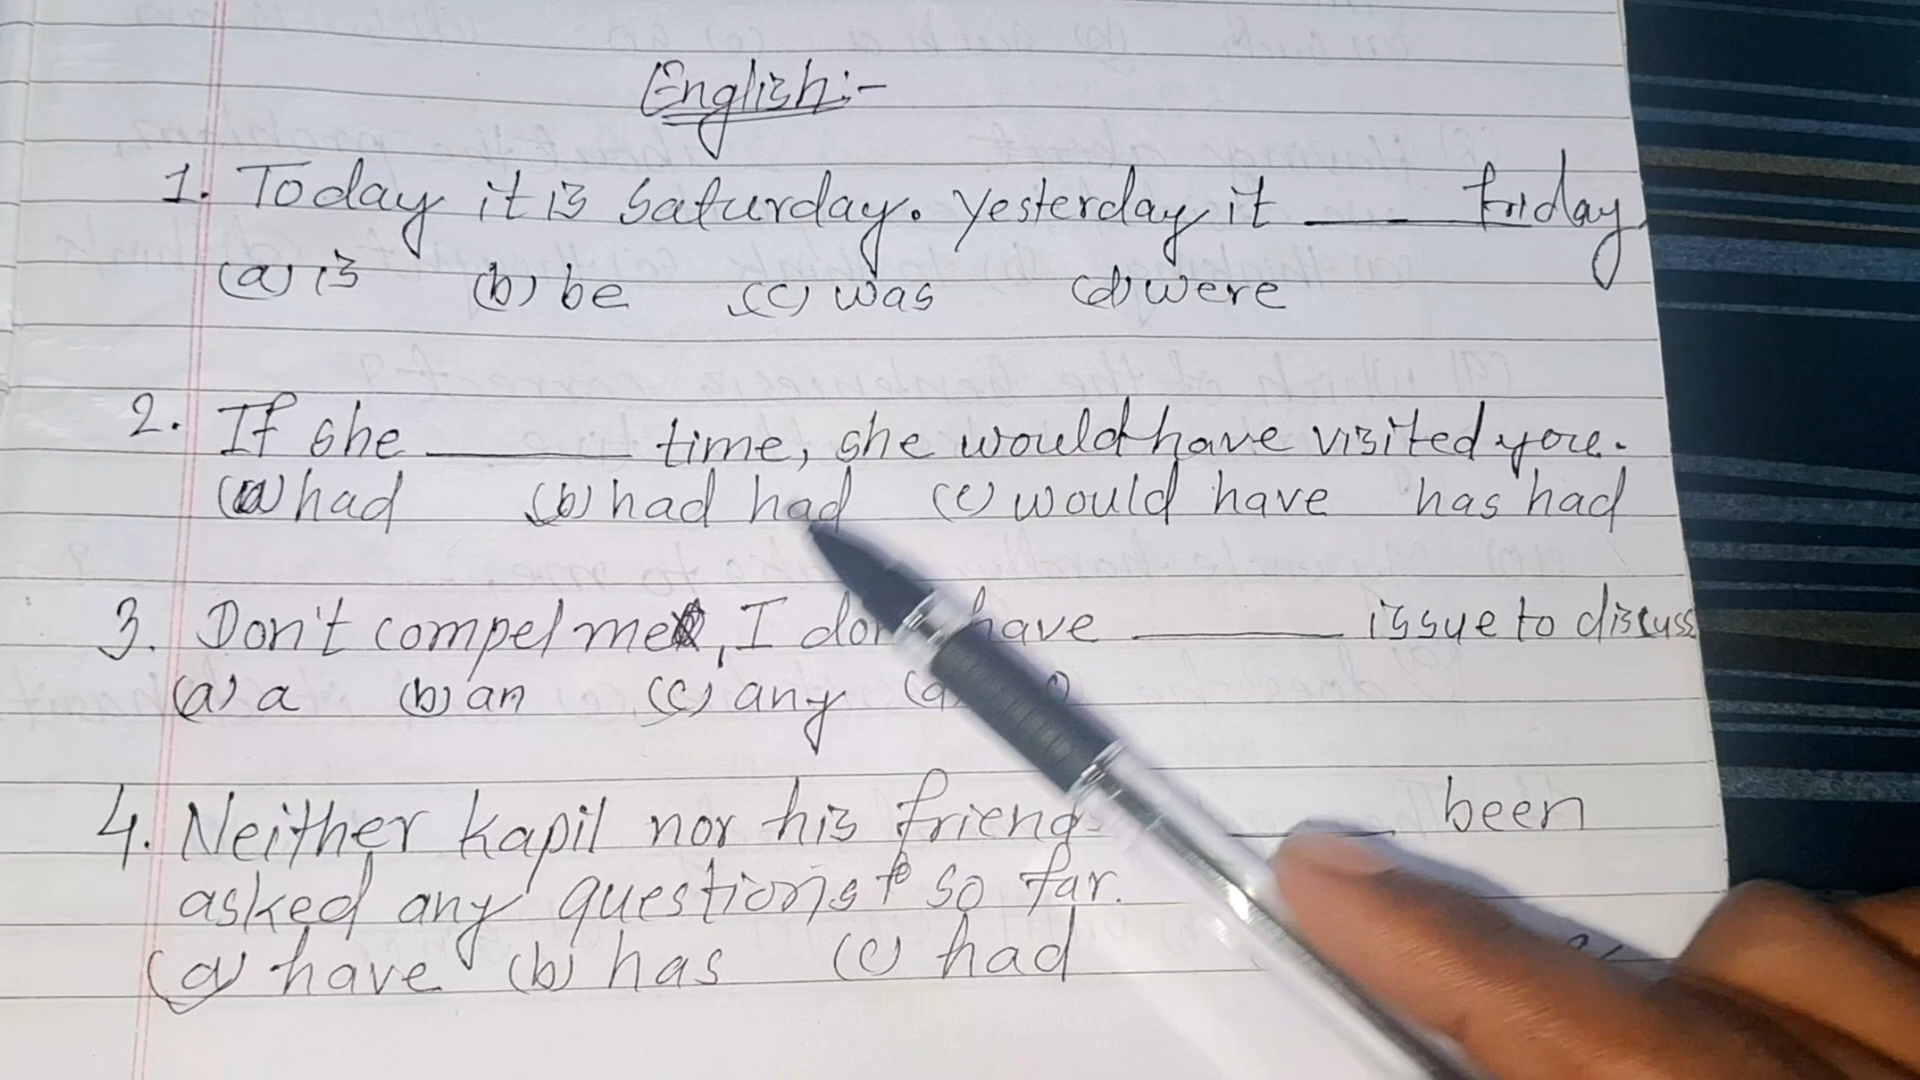 English:-
1. Today it is Saturday. Yesterday it ____ friday
(a) is (b) be (c) was (d) were
2. If she ____ time, she would have visited you.
(a) had (b) had had (c) would have has had
3. Don't compel me, I don have ____ issue to discuss
(a) a (b) an (c) any
4. Neither kapil nor his friend ____ been
asked any questions so far.
(a) have (b) has (c) had